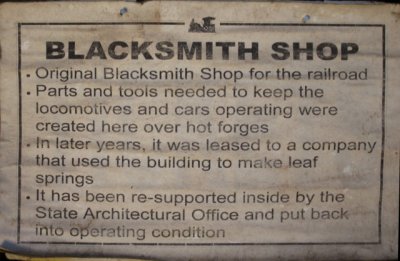 BLACKSMITH SHOP
• Original Blacksmith Shop for the railroad
• Parts and tools needed to keep the
locomotives and cars operating were
created here over hot forges
• In later years, it was leased to a company
that used the building to make leaf
springs
• It has been re-supported inside by the
State Architectural Office and put back
into operating condition